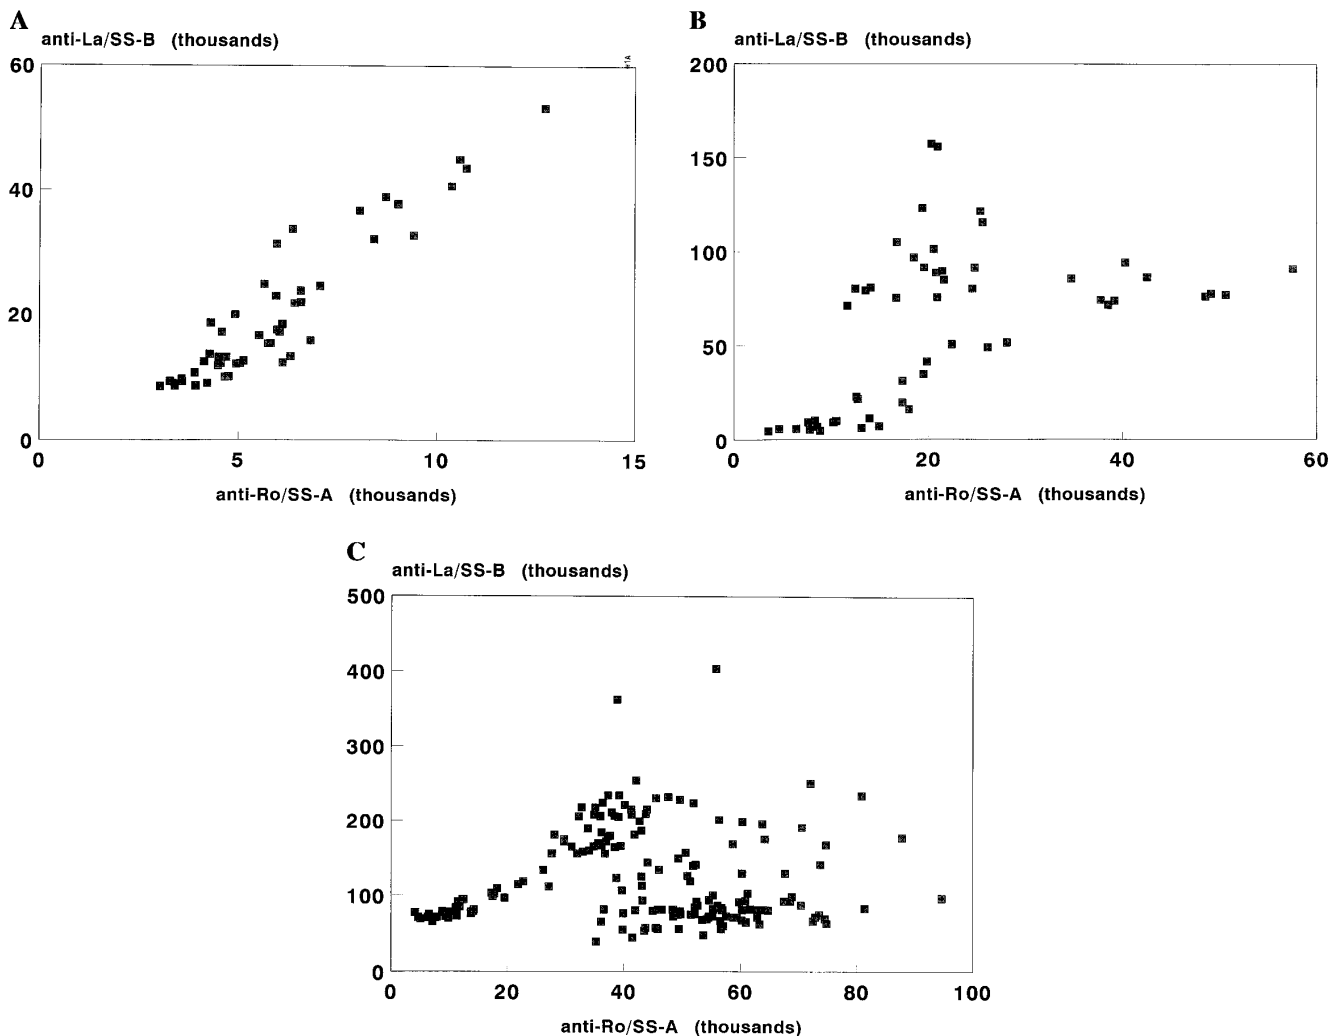 A
anti-La/SS-B (thousands)
60
40
20
0
0 5 10 15
anti-Ro/SS-A (thousands)
B
anti-La/SS-B (thousands)
200
150
100
50
0
0 20 40 60
anti-Ro/SS-A (thousands)
C
anti-La/SS-B (thousands)
500
400
300
200
100
0
0 20 40 60 80 100
anti-Ro/SS-A (thousands)